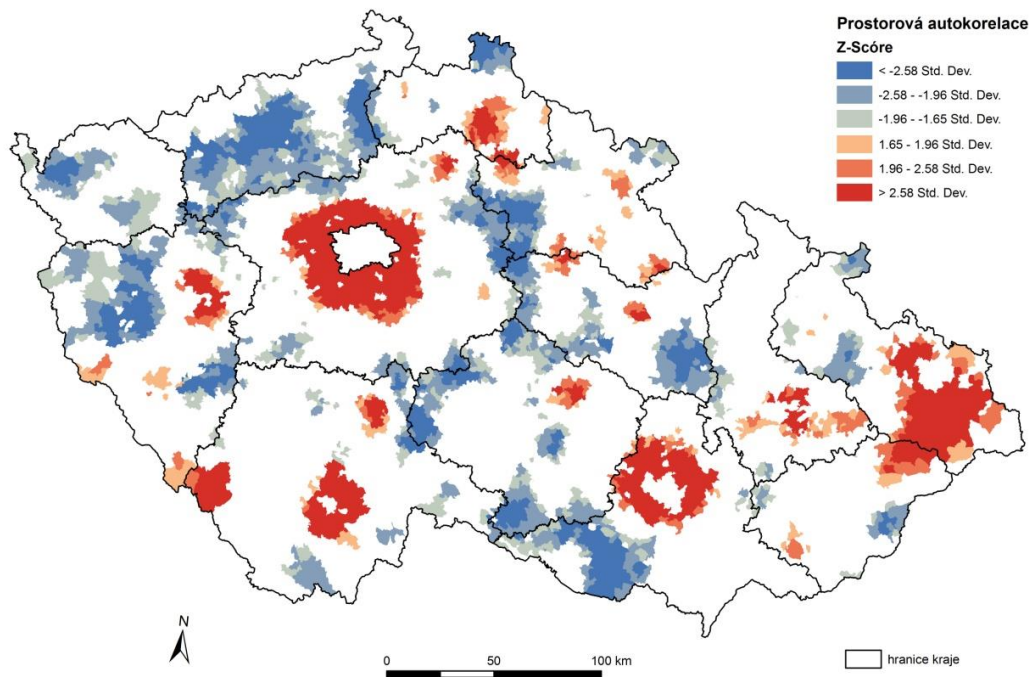 Prostorová autokorelace
Z-Scóre
< -2.58 Std. Dev.
-2.58 - -1.96 Std. Dev.
-1.96 - -1.65 Std. Dev.
1.65 - 1.96 Std. Dev.
1.96 - 2.58 Std. Dev.
> 2.58 Std. Dev.
N
0 50 100 km
hranice kraje